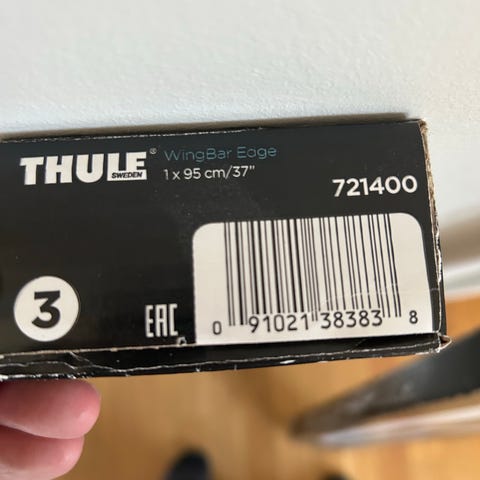 THULE® WingBar Edge
SWEDEN 1 x 95 cm/37"
721400
3
EAC
0 91021 38383 8